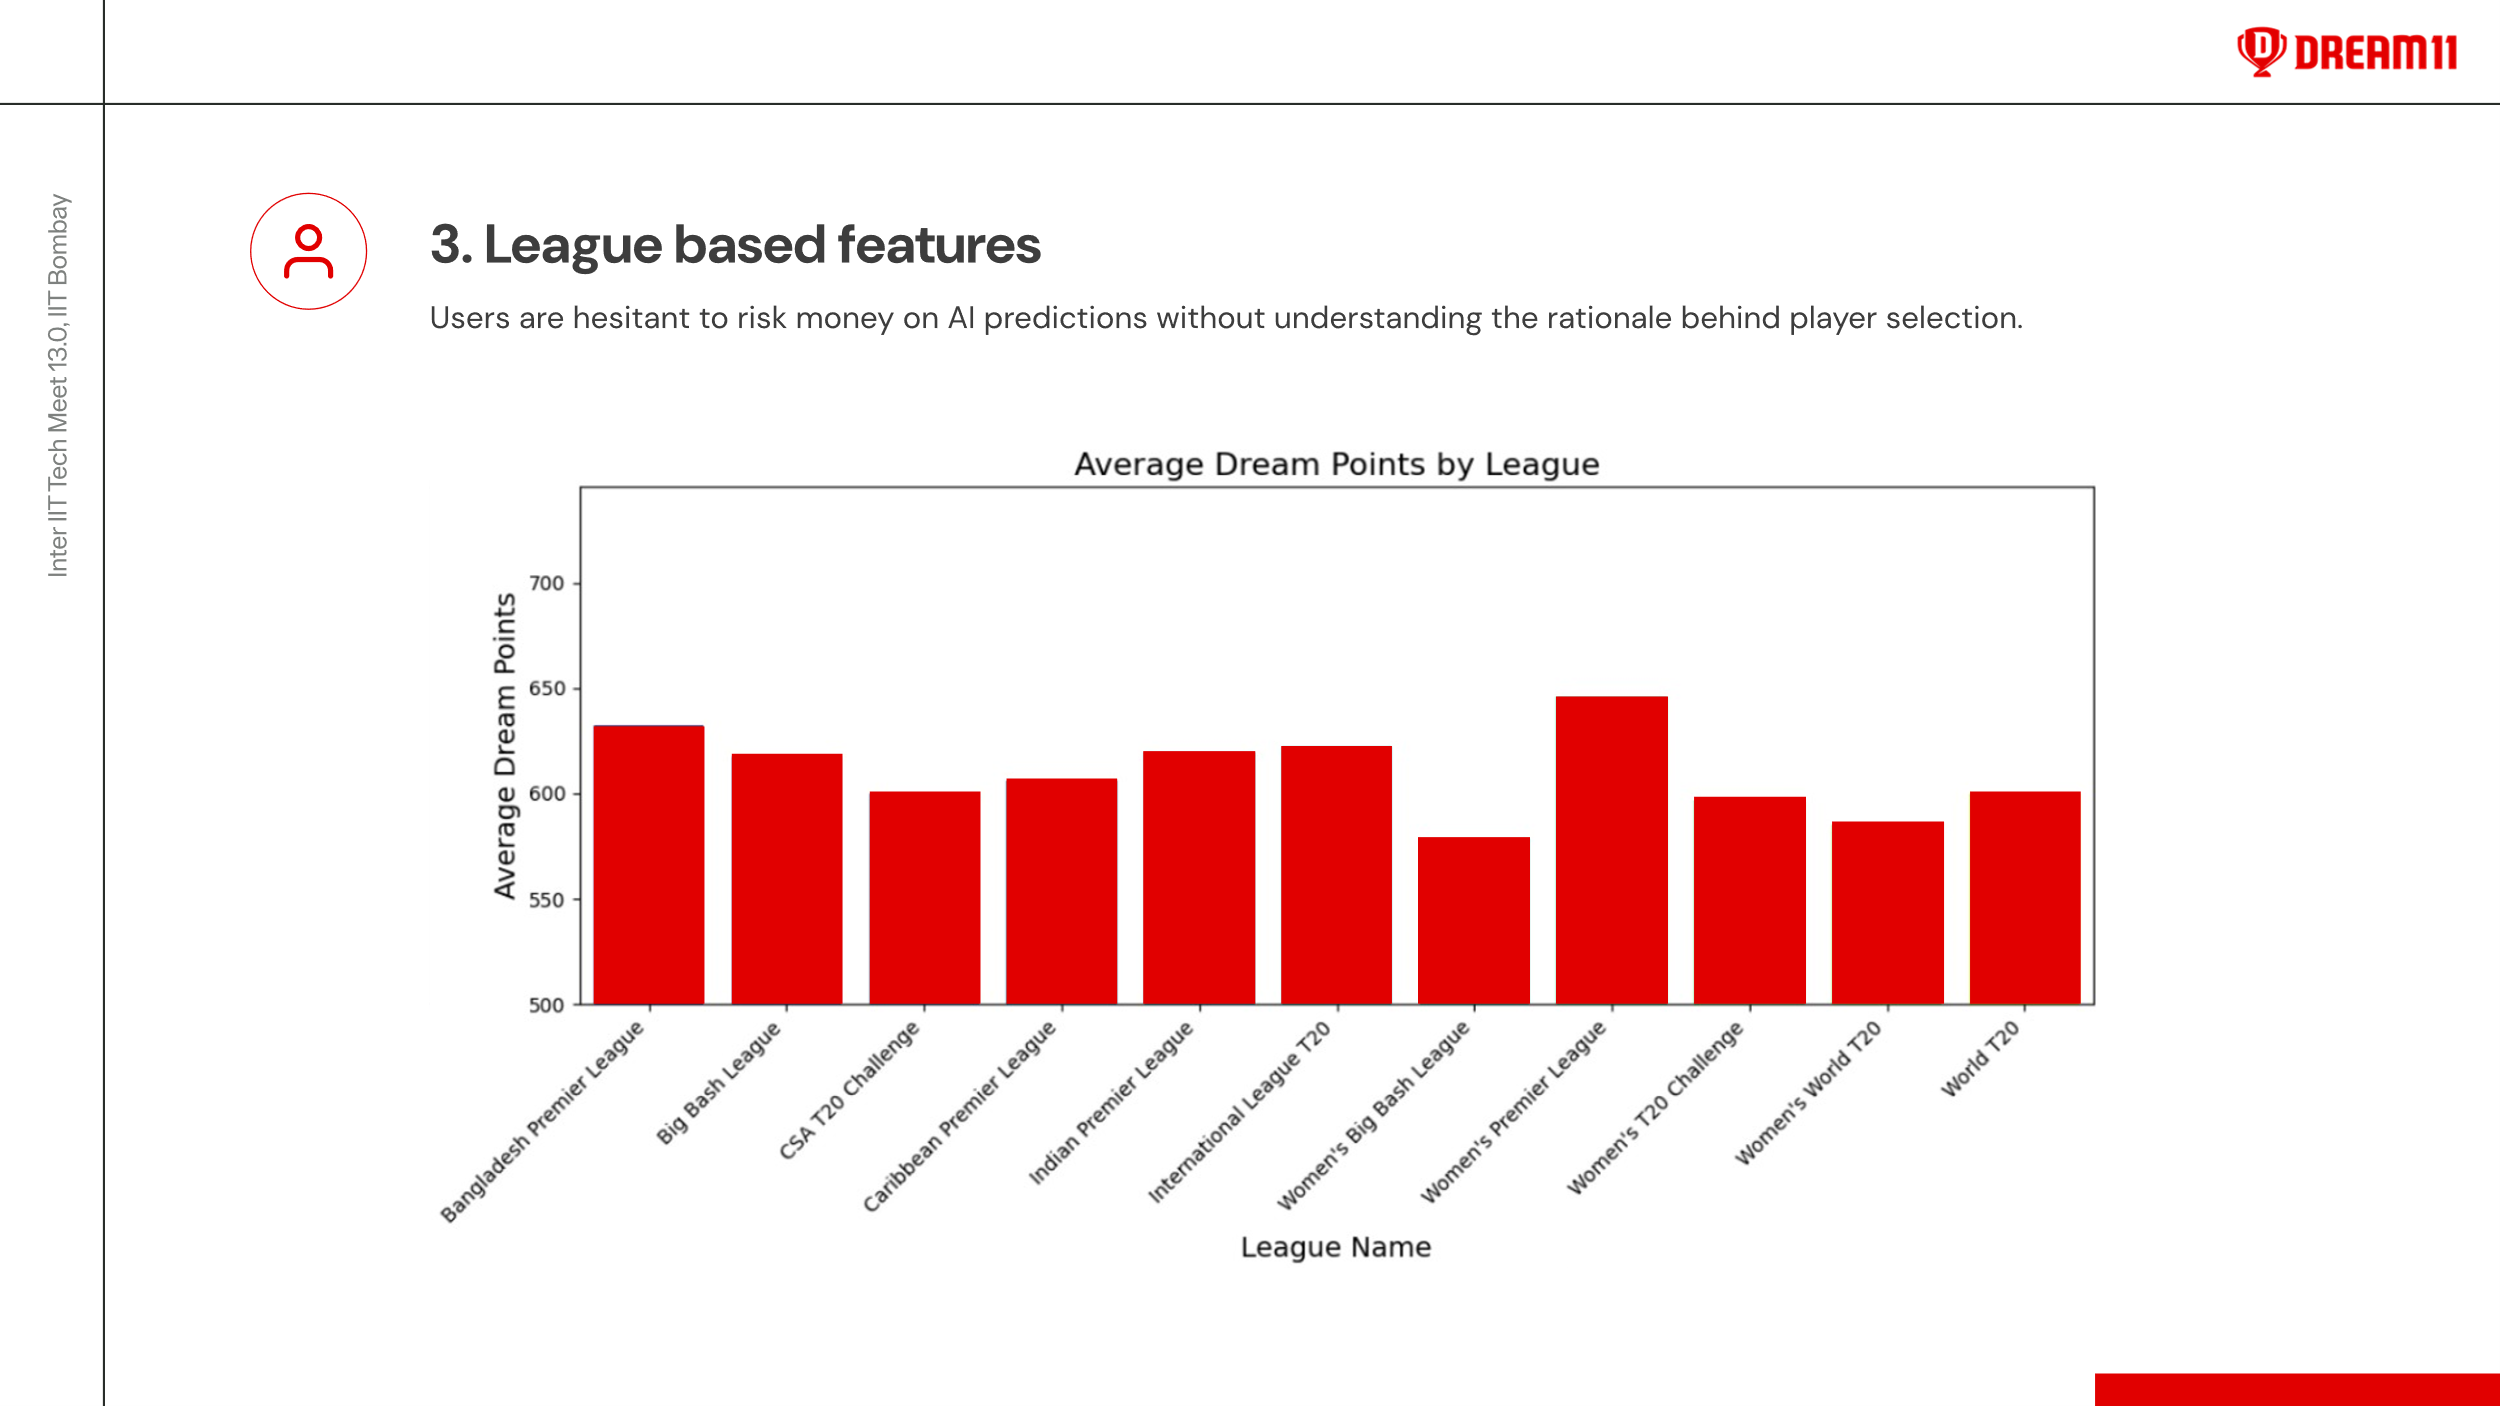 DREAM11
Inter IIT Tech Meet 13.0, IIT Bombay
3. League based features
Users are hesitant to risk money on AI predictions without understanding the rationale behind player selection.
Average Dream Points by League
Average Dream Points
700
650
600
550
500
Bangladesh Premier League
Big Bash League
CSA T20 Challenge
Caribbean Premier League
Indian Premier League
International League T20
Women's Big Bash League
Women's Premier League
Women's T20 Challenge
Women's World T20
World T20
League Name